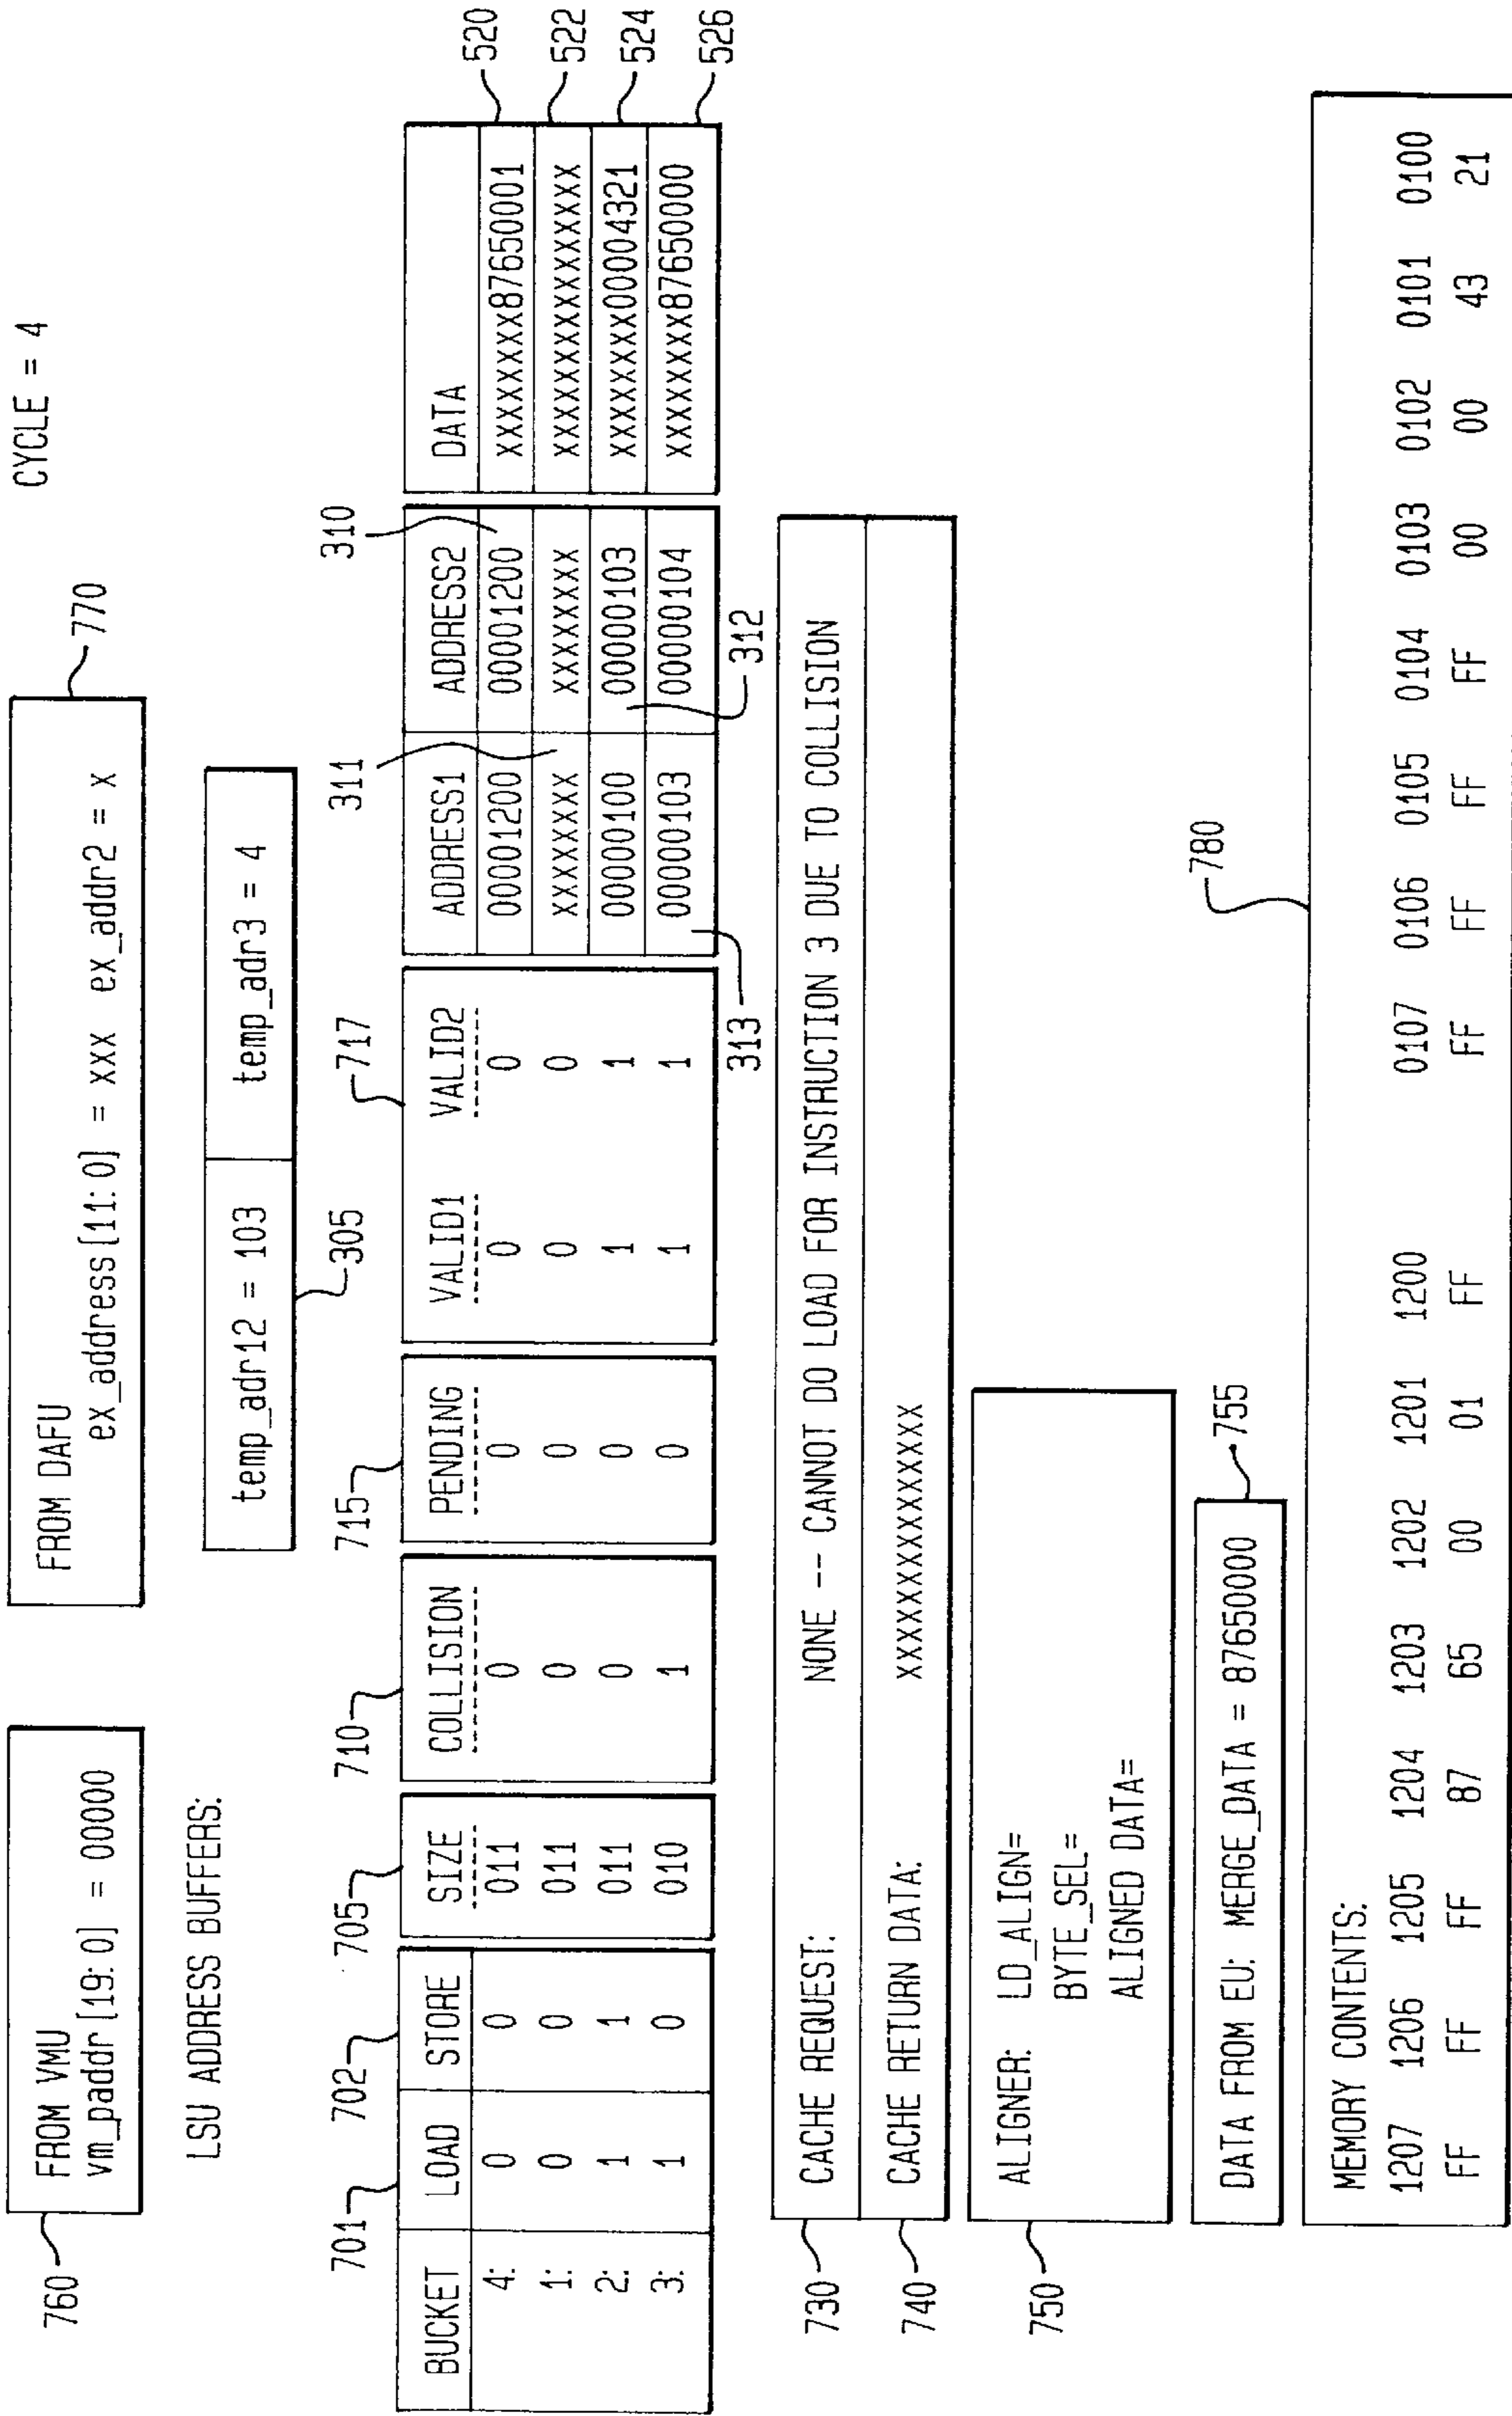 CYCLE = 4
FROM VMU
vm_paddr [19: 0] = 00000
760
FROM DAFU
ex_address [11: 0] = xxx ex_addr2 = x
770
LSU ADDRESS BUFFERS:
temp_adr12 = 103 temp_adr3 = 4
305
701 702 705 710 715 717 311 310
BUCKET LOAD STORE SIZE COLLISION PENDING VALID1 VALID2 ADDRESS1 ADDRESS2 DATA
4: 0 0 011 0 0 0 0 00001200 00001200 XXXXXXX87650001 520
1: 0 0 011 0 0 0 0 XXXXXXX XXXXXXX XXXXXXXXXXXXXX 522
2: 1 1 011 0 0 1 1 00000100 00000103 XXXXXXX00004321 524
3: 1 0 010 1 0 1 1 00000103 00000104 XXXXXXX87650000 526
313 312
730 CACHE REQUEST: NONE -- CANNOT DO LOAD FOR INSTRUCTION 3 DUE TO COLLISION
740 CACHE RETURN DATA: XXXXXXXXXXXXXXXX
750 ALIGNER: LD_ALIGN=
BYTE_SEL=
ALIGNED DATA=
DATA FROM EU: MERGE_DATA = 87650000 755
780
MEMORY CONTENTS:
1207 1206 1205 1204 1203 1202 1201 1200 0107 0106 0105 0104 0103 0102 0101 0100
FF FF FF 87 65 00 01 FF FF FF FF FF 00 00 43 21